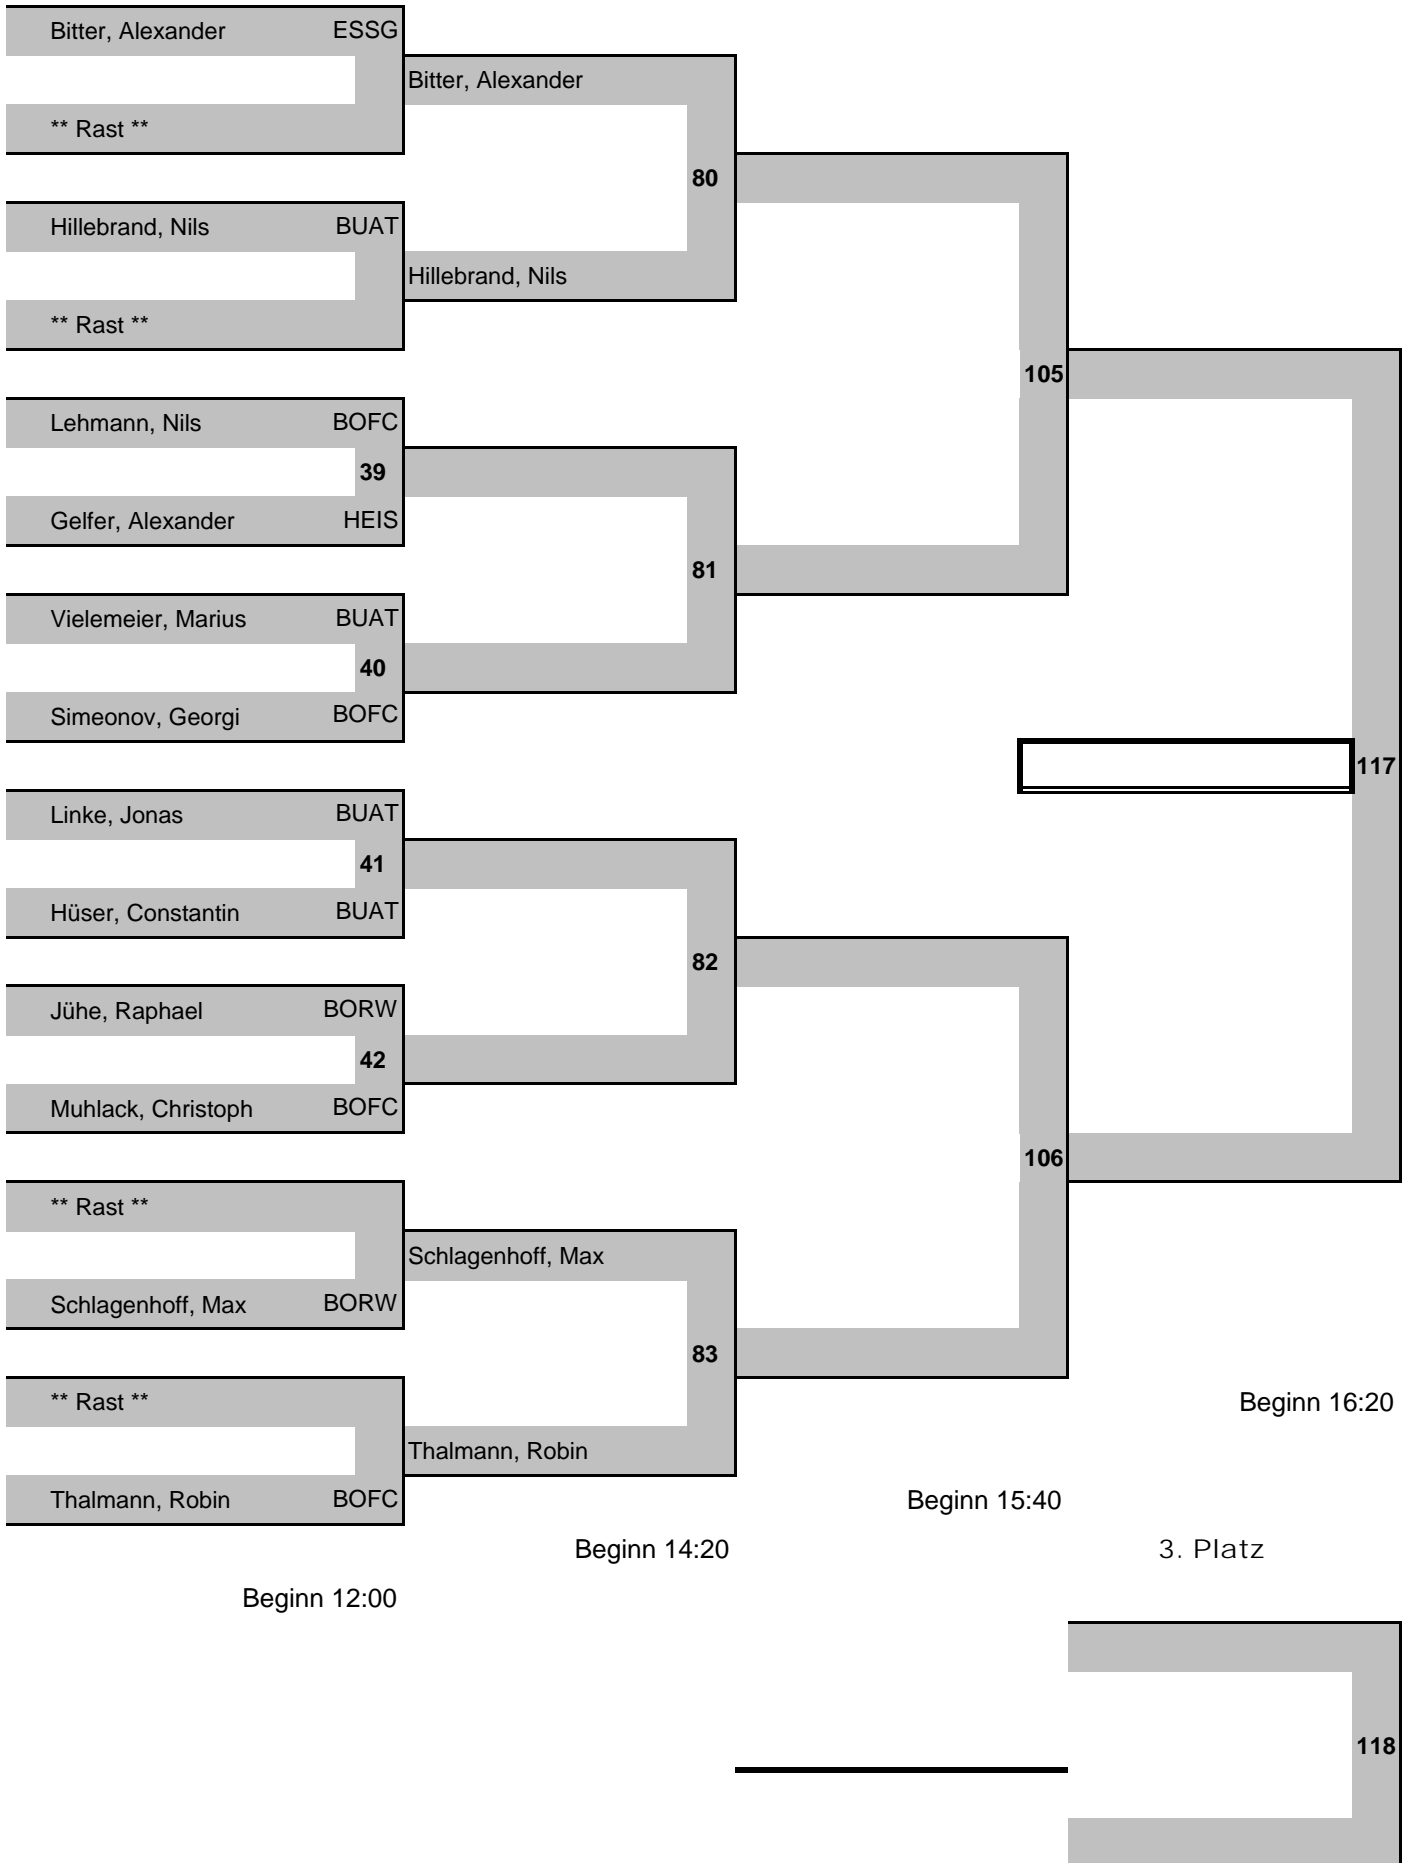 Bitter, Alexander ESSG
Bitter, Alexander
** Rast **
80
Hillebrand, Nils BUAT
Hillebrand, Nils
** Rast **
105
Lehmann, Nils BOFC
39
Gelfer, Alexander HEIS
81
Vielemeier, Marius BUAT
40
Simeonov, Georgi BOFC
117
Linke, Jonas BUAT
41
Hüser, Constantin BUAT
82
Jühe, Raphael BORW
42
Muhlack, Christoph BOFC
106
** Rast **
Schlagenhoff, Max
Schlagenhoff, Max BORW
83
** Rast **
Beginn 16:20
Thalmann, Robin
Thalmann, Robin BOFC
Beginn 15:40
Beginn 14:20
3. Platz
Beginn 12:00
118